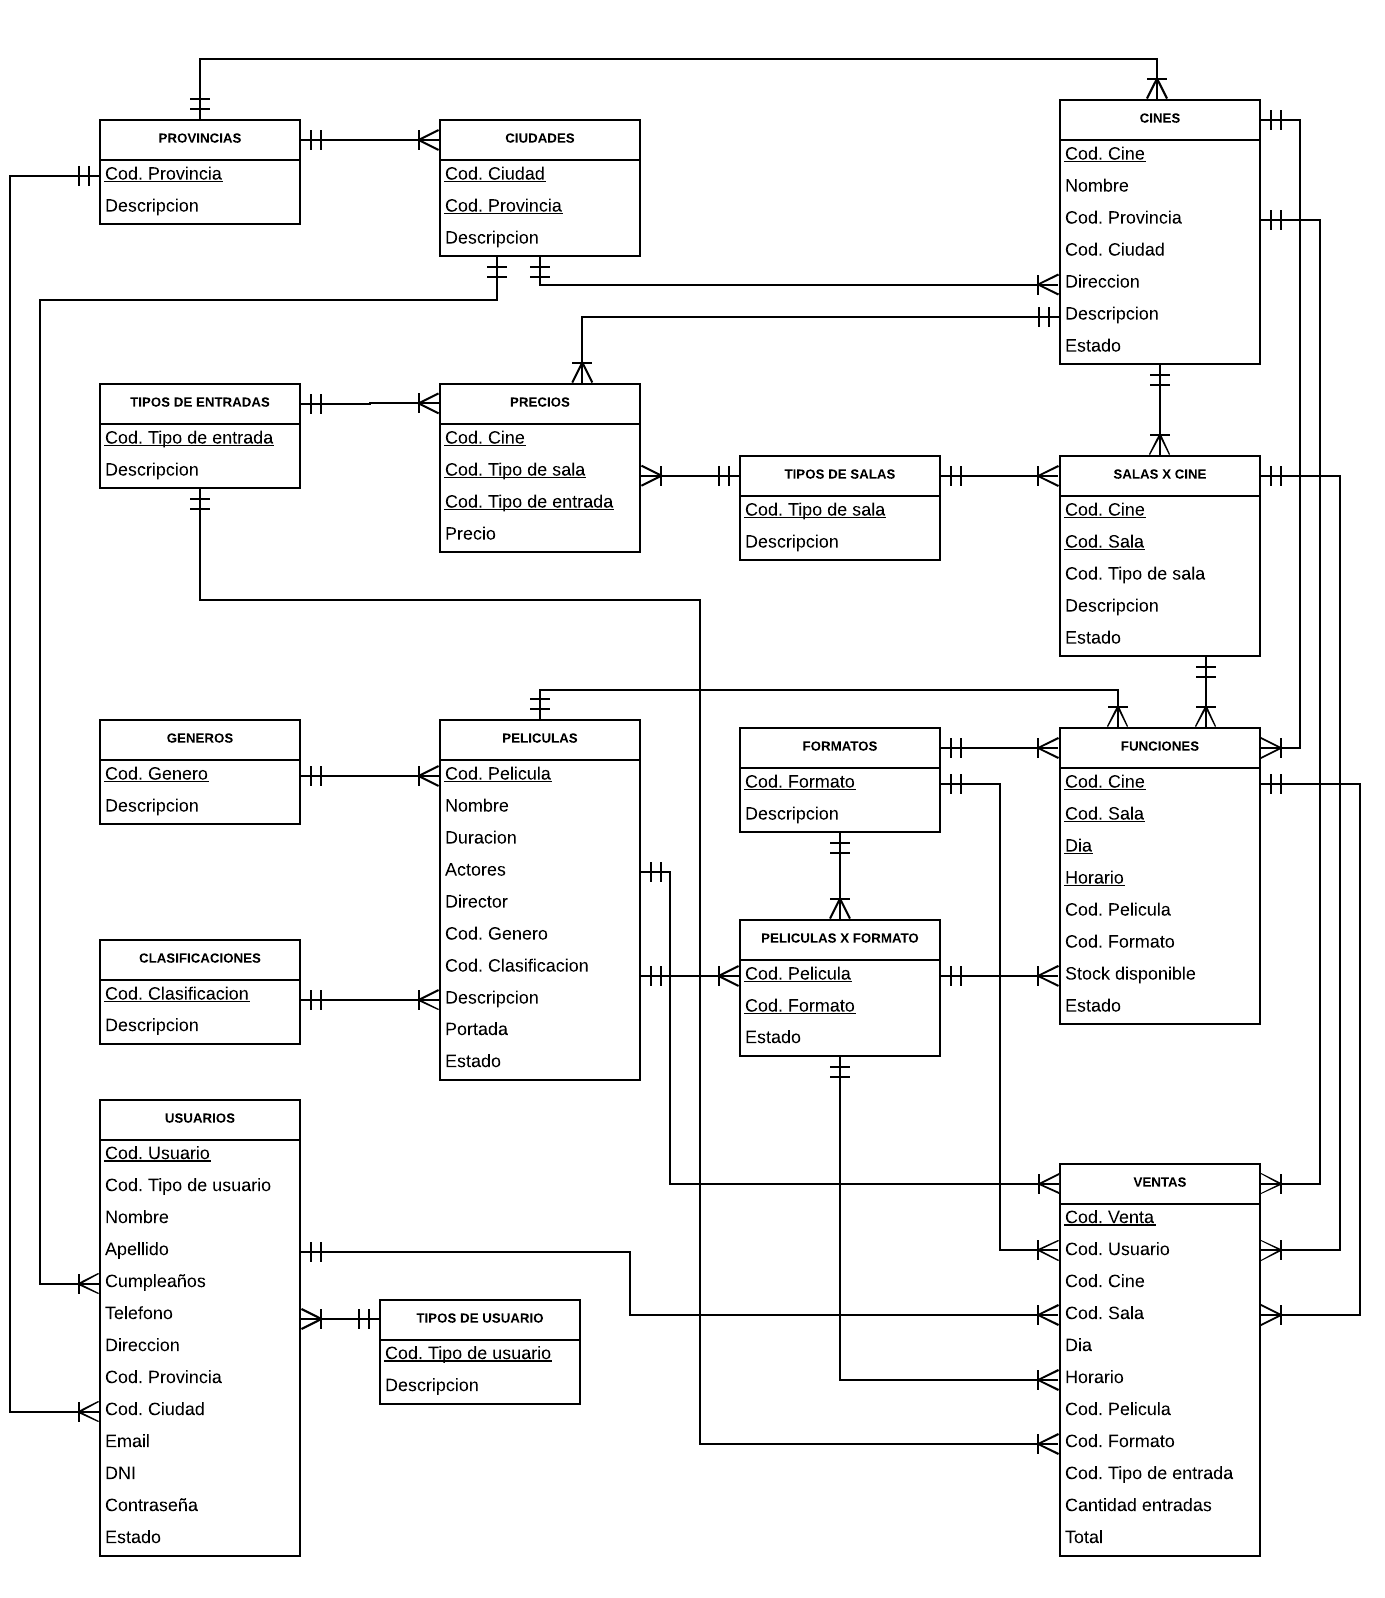 PROVINCIAS
Cod. Provincia
Descripcion
CIUDADES
Cod. Ciudad
Cod. Provincia
Descripcion
CINES
Cod. Cine
Nombre
Cod. Provincia
Cod. Ciudad
Direccion
Descripcion
Estado
TIPOS DE ENTRADAS
Cod. Tipo de entrada
Descripcion
PRECIOS
Cod. Cine
Cod. Tipo de sala
Cod. Tipo de entrada
Precio
TIPOS DE SALAS
Cod. Tipo de sala
Descripcion
SALAS X CINE
Cod. Cine
Cod. Sala
Cod. Tipo de sala
Descripcion
Estado
GENEROS
Cod. Genero
Descripcion
PELICULAS
Cod. Pelicula
Nombre
Duracion
Actores
Director
Cod. Genero
Cod. Clasificacion
Descripcion
Portada
Estado
FORMATOS
Cod. Formato
Descripcion
FUNCIONES
Cod. Cine
Cod. Sala
Dia
Horario
Cod. Pelicula
Cod. Formato
Stock disponible
Estado
CLASIFICACIONES
Cod. Clasificacion
Descripcion
PELICULAS X FORMATO
Cod. Pelicula
Cod. Formato
Estado
USUARIOS
Cod. Usuario
Cod. Tipo de usuario
Nombre
Apellido
Cumpleaños
Telefono
Direccion
Cod. Provincia
Cod. Ciudad
Email
DNI
Contraseña
Estado
TIPOS DE USUARIO
Cod. Tipo de usuario
Descripcion
VENTAS
Cod. Venta
Cod. Usuario
Cod. Cine
Cod. Sala
Dia
Horario
Cod. Pelicula
Cod. Formato
Cod. Tipo de entrada
Cantidad entradas
Total